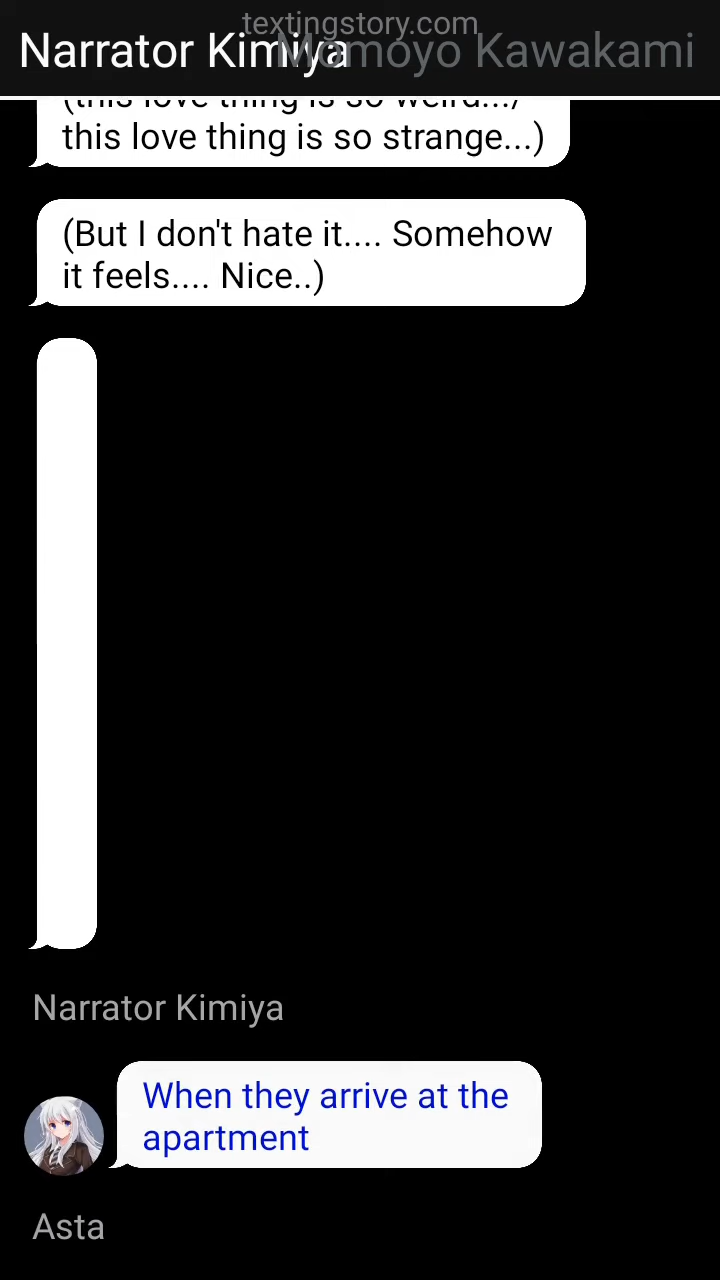 textingstory.com
Narrator Kimiya
Momoyo Kawakami
(this love thing is so weird.../
this love thing is so strange...)
(But I don't hate it.... Somehow
it feels.... Nice..)
Narrator Kimiya
When they arrive at the
apartment
Asta